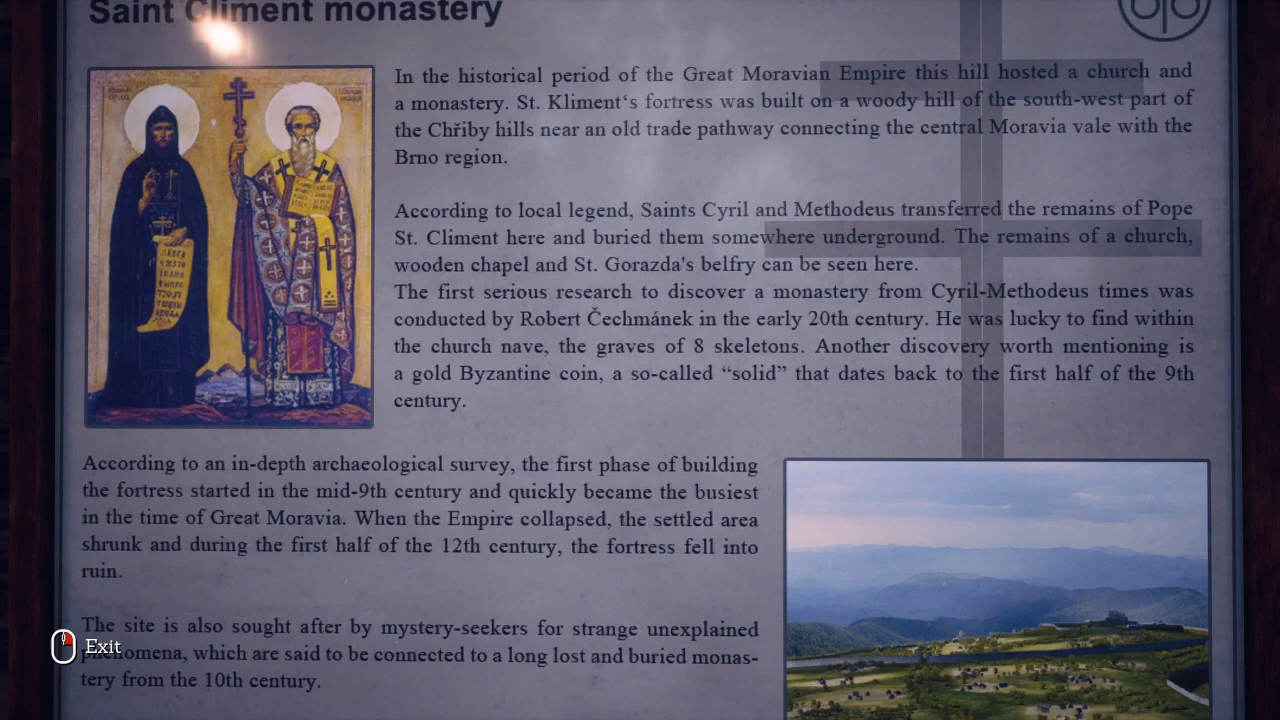 Saint Climent monastery
In the historical period of the Great Moravian Empire this hill hosted a church and
a monastery. St. Kliment‘s fortress was built on a woody hill of the south-west part of
the Chřiby hills near an old trade pathway connecting the central Moravia vale with the
Brno region.
According to local legend, Saints Cyril and Methodeus transferred the remains of Pope
St. Climent here and buried them somewhere underground. The remains of a church,
wooden chapel and St. Gorazda's belfry can be seen here.
The first serious research to discover a monastery from Cyril-Methodeus times was
conducted by Robert Čechmánek in the early 20th century. He was lucky to find within
the church nave, the graves of 8 skeletons. Another discovery worth mentioning is
a gold Byzantine coin, a so-called “solid” that dates back to the first half of the 9th
century.
According to an in-depth archaeological survey, the first phase of building
the fortress started in the mid-9th century and quickly became the busiest
in the time of Great Moravia. When the Empire collapsed, the settled area
shrunk and during the first half of the 12th century, the fortress fell into
ruin.
The site is also sought after by mystery-seekers for strange unexplained
phenomena, which are said to be connected to a long lost and buried monas-
tery from the 10th century.
Exit